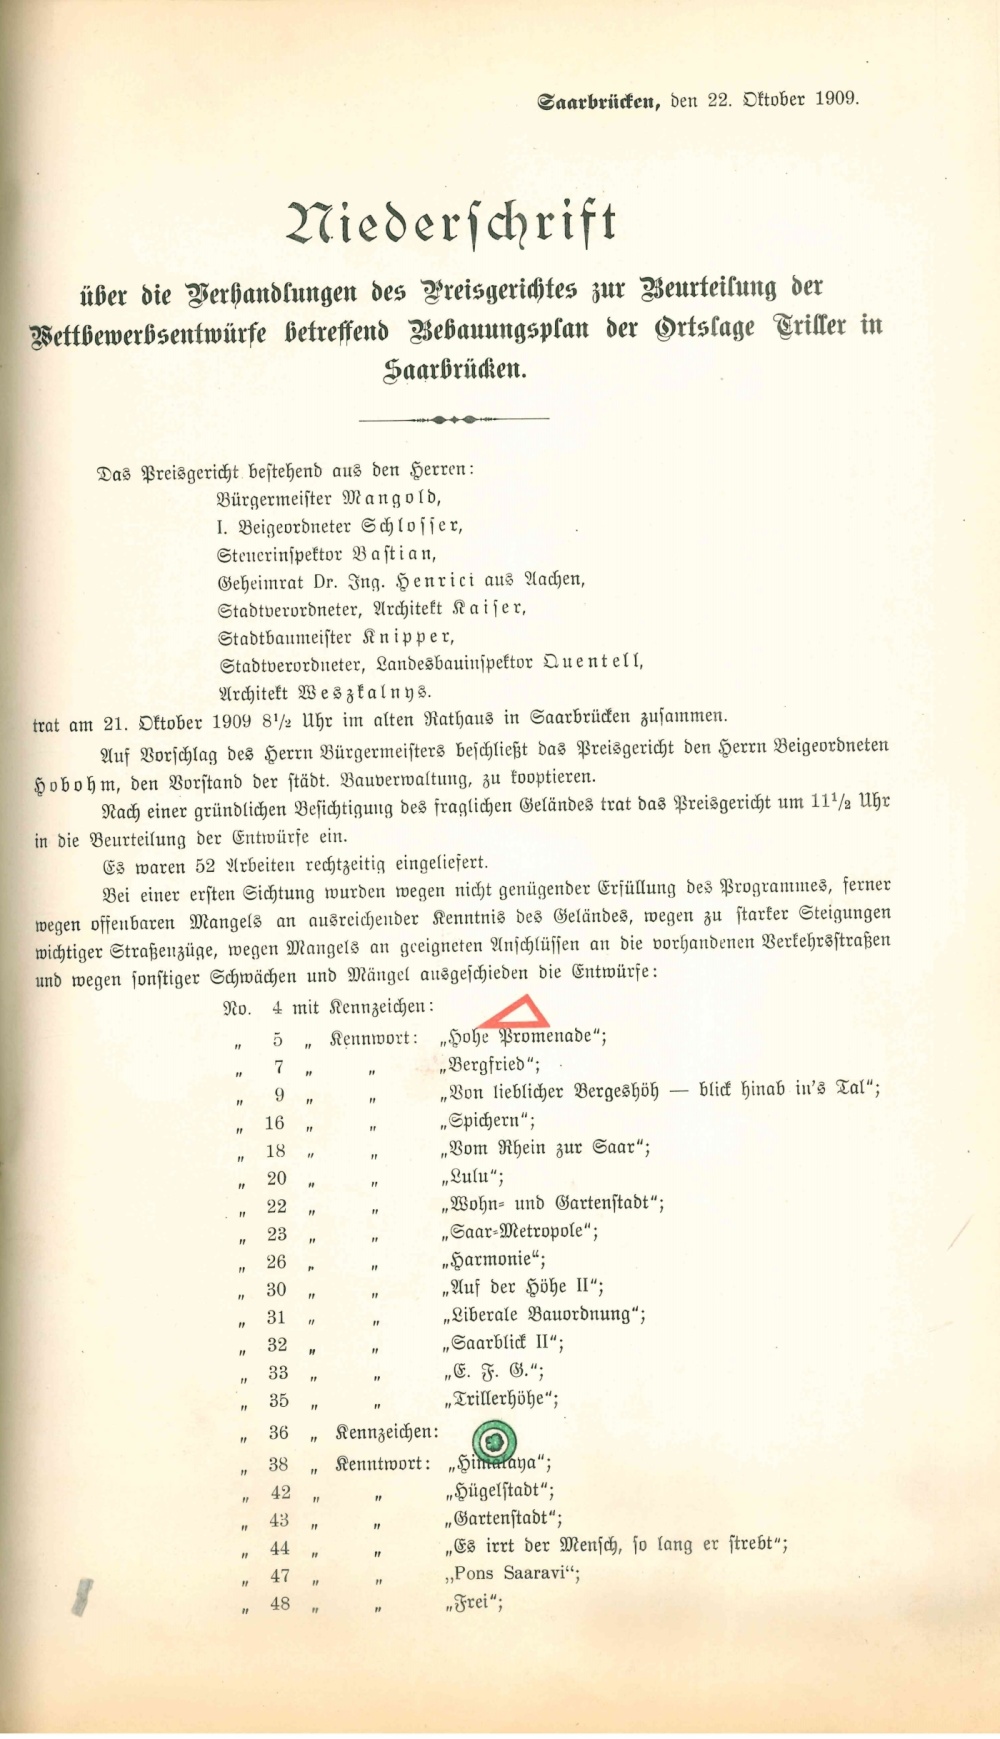 Saarbrücken, den 22. Oktober 1909.
Niederschrift
über die Verhandlungen des Preisgerichtes zur Beurteilung der
Wettbewerbsentwürfe betreffend Bebauungsplan der Ortslage Triller in
Saarbrücken.
Das Preisgericht bestehend aus den Herren:
Bürgermeister Mangold,
I. Beigeordneter Schlosser,
Steuerinspektor Bastian,
Geheimrat Dr. Ing. Henrici aus Aachen,
Stadtverordneter, Architekt Kaiser,
Stadtbaumeister Knipper,
Stadtverordneter, Landesbauinspektor Quentell,
Architekt Weszkalnys.
trat am 21. Oktober 1909 8½ Uhr im alten Rathaus in Saarbrücken zusammen.
Auf Vorschlag des Herrn Bürgermeisters beschließt das Preisgericht den Herrn Beigeordneten
Hobohm, den Vorstand der städt. Bauverwaltung, zu kooptieren.
Nach einer gründlichen Besichtigung des fraglichen Geländes trat das Preisgericht um 11½ Uhr
in die Beurteilung der Entwürfe ein.
Es waren 52 Arbeiten rechtzeitig eingeliefert.
Bei einer ersten Sichtung wurden wegen nicht genügender Erfüllung des Programmes, ferner
wegen offenbaren Mangels an ausreichender Kenntnis des Geländes, wegen zu starker Steigungen
wichtiger Straßenzüge, wegen Mangels an geeigneten Anschlüssen an die vorhandenen Verkehrsstraßen
und wegen sonstiger Schwächen und Mängel ausgeschieden die Entwürfe:
No. 4 mit Kennzeichen:
„ 5 „ Kennwort: „Hohe Promenade“;
„ 7 „ „ „Bergfried“;
„ 9 „ „ „Von lieblicher Bergeshöh — blick hinab in's Tal“;
„ 16 „ „ „Spichern“;
„ 18 „ „ „Vom Rhein zur Saar“;
„ 20 „ „ „Lulu“;
„ 22 „ „ „Wohn- und Gartenstadt“;
„ 23 „ „ „Saar-Metropole“;
„ 26 „ „ „Harmonie“;
„ 30 „ „ „Auf der Höhe II“;
„ 31 „ „ „Liberale Bauordnung“;
„ 32 „ „ „Saarblick II“;
„ 33 „ „ „E. F. G.“;
„ 35 „ „ „Trillerhöhe“;
„ 36 „ Kennzeichen:
„ 38 „ Kenntwort: „Himalaya“;
„ 42 „ „ „Hügelstadt“;
„ 43 „ „ „Gartenstadt“;
„ 44 „ „ „Es irrt der Mensch, so lang er strebt“;
„ 47 „ „ „Pons Saaravi“;
„ 48 „ „ „Frei“;